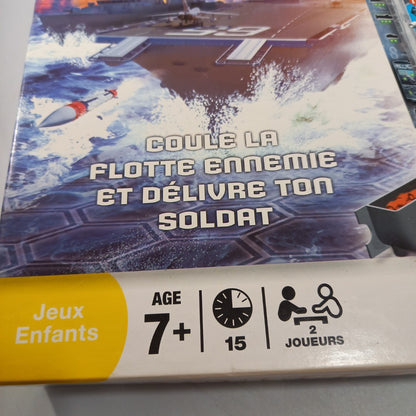 COULE LA
FLOTTE ENNEMIE
ET DÉLIVRE TON
SOLDAT
Jeux
Enfants
AGE
7+
15
2
JOUEURS